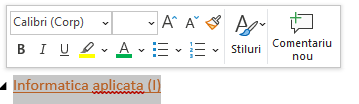 Calibri (Corp)
A A
B I U A Stiluri Comentariu nou
Informatica aplicata (I)